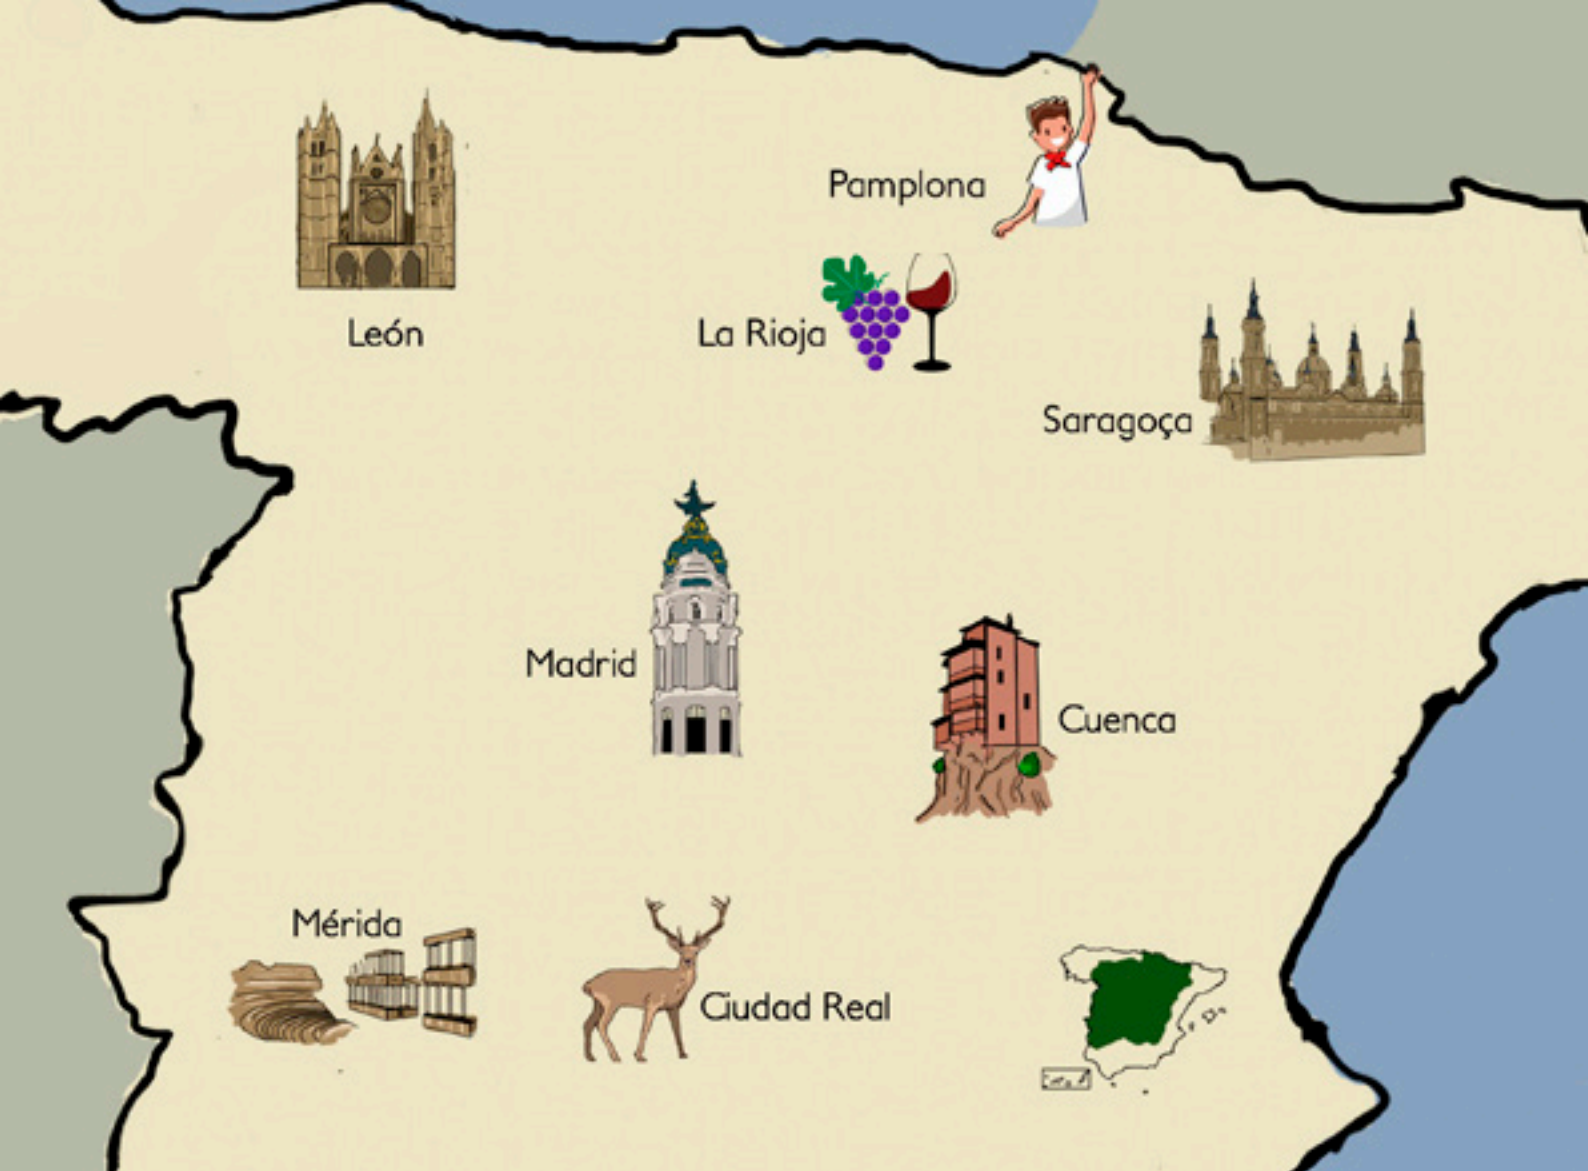 Pamplona
León
La Rioja
Saragoça
Madrid
Cuenca
Mérida
Ciudad Real